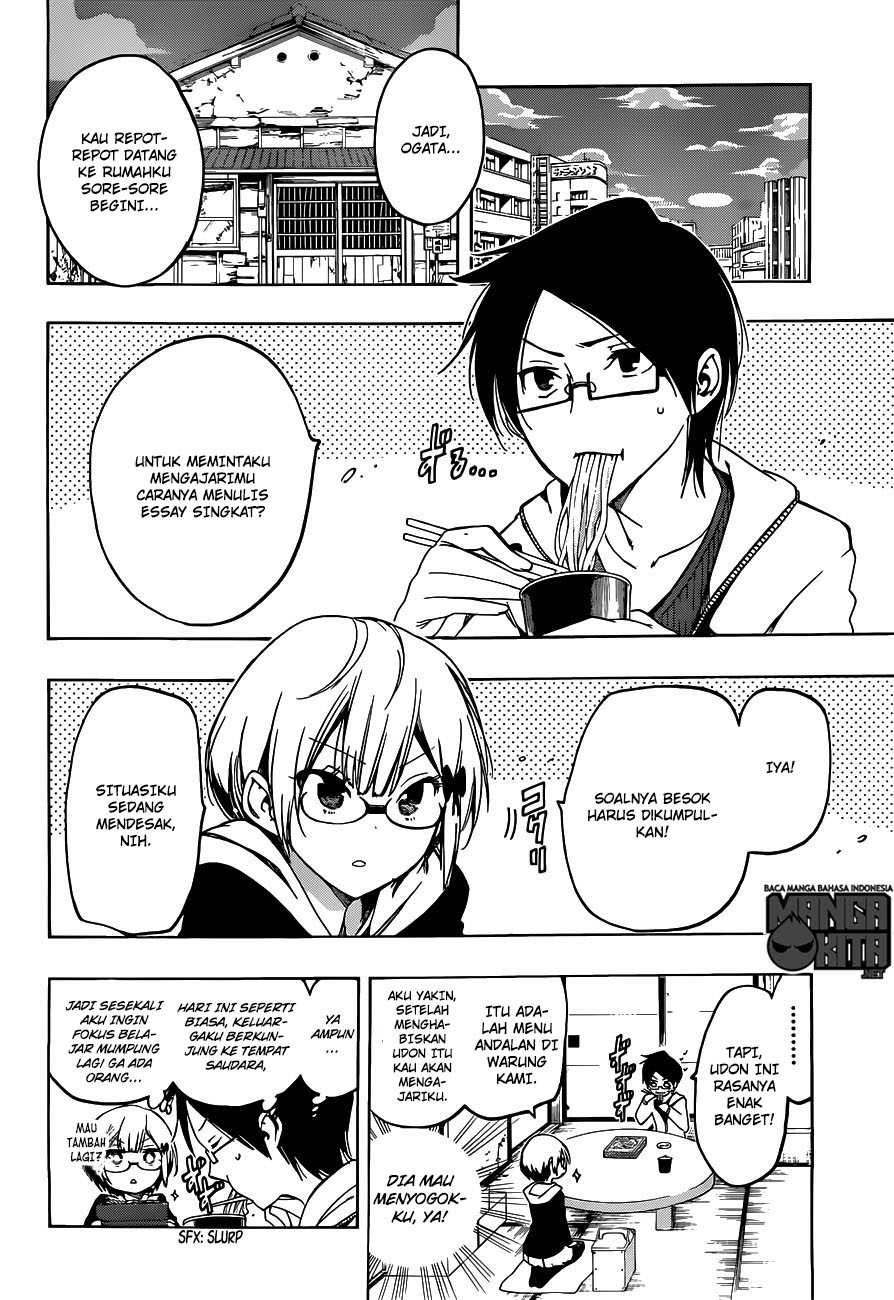 JADI,
OGATA...
KAU REPOT-
REPOT DATANG
KE RUMAHKU
SORE-SORE
BEGINI...
UNTUK MEMINTAKU
MENGAJARIMU
CARANYA MENULIS
ESSAY SINGKAT?
IYA!
SOALNYA BESOK
HARUS DIKUMPUL-
KAN!
コクリ
SITUASIKU
SEDANG
MENDESAK,
NIH.
BACA MANGA BAHASA INDONESIA
MANGA
KITA
.NET
.........
TAPI,
UDON INI
RASANYA
ENAK
BANGET!
ITU ADA-
LAH MENU
ANDALAN DI
WARUNG
KAMI.
AKU YAKIN,
SETELAH
MENGHA-
BISKAN
UDON ITU
KAU AKAN
MENGA-
JARIKU.
DIA MAU
MENYOGOK-
KU, YA!
YA
AMPUN
...
HARI INI SEPERTI
BIASA, KELUAR-
GAKU BERKUN-
JUNG KE TEMPAT
SAUDARA,
JADI SESEKALI
AKU INGIN
FOKUS BELA-
JAR MUMPUNG
LAGI GA ADA
ORANG...
MAU
TAMBAH
LAGI?
SFX: SLURP